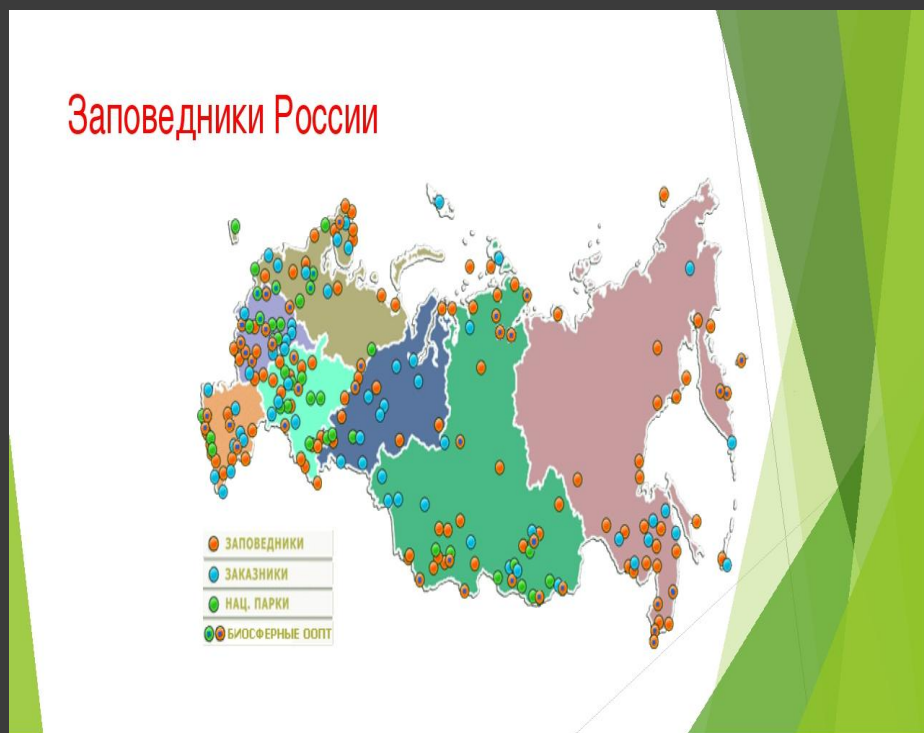 Заповедники России
ЗАПОВЕДНИКИ
ЗАКАЗНИКИ
НАЦ. ПАРКИ
БИОСФЕРНЫЕ ООПТ